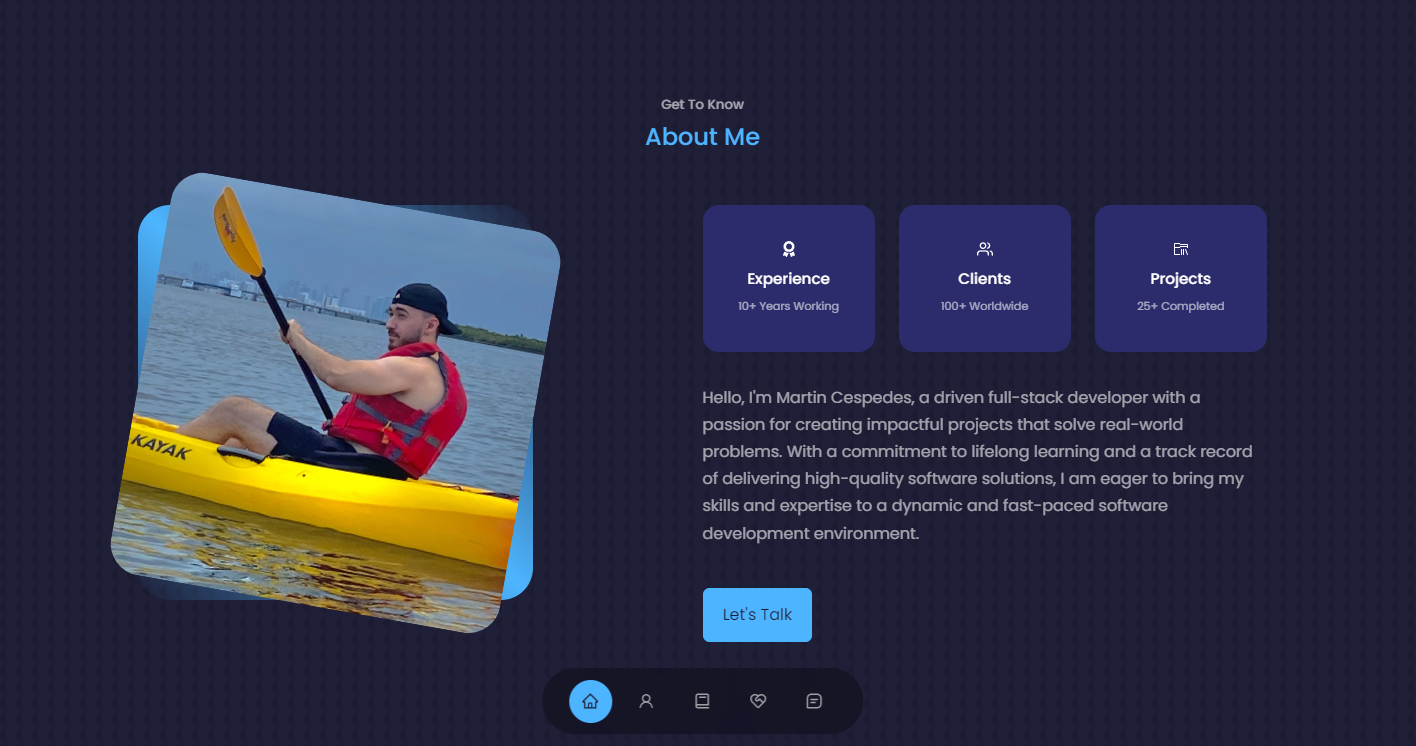 Get To Know
About Me
Experience
10+ Years Working
Clients
100+ Worldwide
Projects
25+ Completed
Hello, I'm Martin Cespedes, a driven full-stack developer with a
passion for creating impactful projects that solve real-world
problems. With a commitment to lifelong learning and a track record
of delivering high-quality software solutions, I am eager to bring my
skills and expertise to a dynamic and fast-paced software
development environment.
Let's Talk
KAYAK